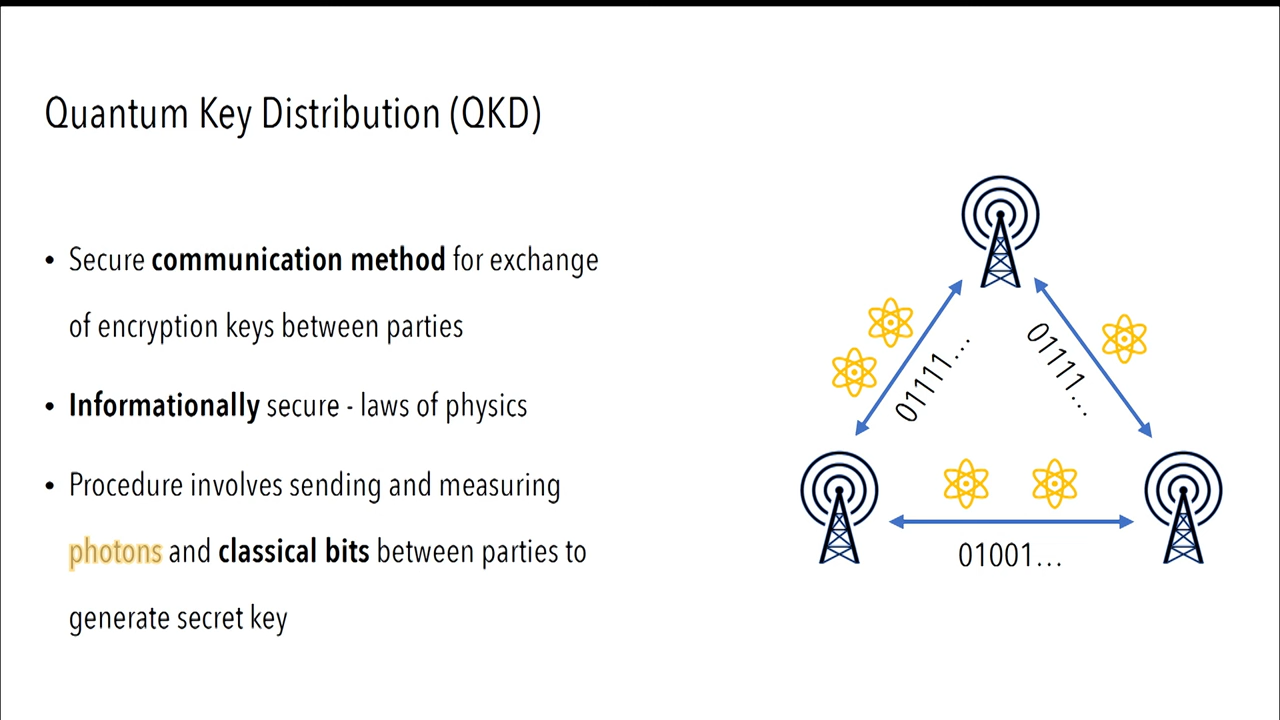 Quantum Key Distribution (QKD)
• Secure communication method for exchange
of encryption keys between parties
• Informationally secure - laws of physics
• Procedure involves sending and measuring
photons and classical bits between parties to
generate secret key
01111...
01111...
01001...